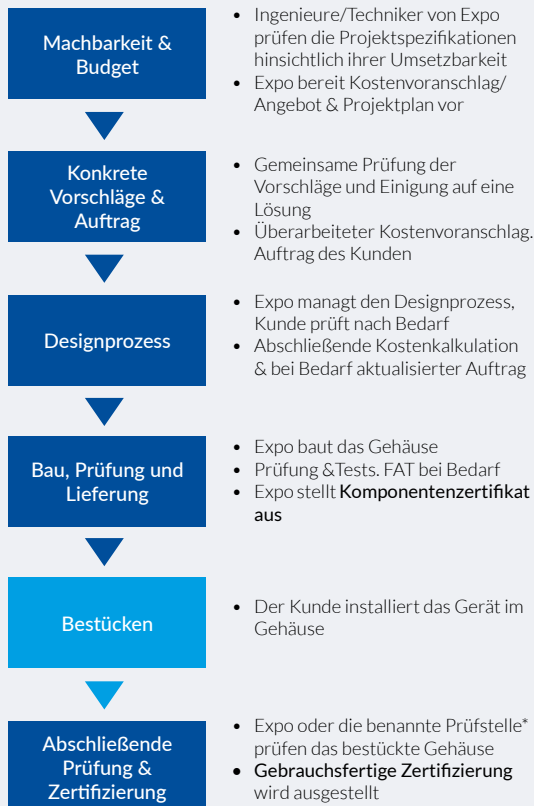 Machbarkeit &
Budget
• Ingenieure/Techniker von Expo
prüfen die Projektspezifikationen
hinsichtlich ihrer Umsetzbarkeit
• Expo bereit Kostenvoranschlag/
Angebot & Projektplan vor
Konkrete
Vorschläge &
Auftrag
• Gemeinsame Prüfung der
Vorschläge und Einigung auf eine
Lösung
• Überarbeiteter Kostenvoranschlag.
Auftrag des Kunden
Designprozess
• Expo managt den Designprozess,
Kunde prüft nach Bedarf
• Abschließende Kostenkalkulation
& bei Bedarf aktualisierter Auftrag
Bau, Prüfung und
Lieferung
• Expo baut das Gehäuse
• Prüfung &Tests. FAT bei Bedarf
• Expo stellt Komponentenzertifikat
aus
Bestücken
• Der Kunde installiert das Gerät im
Gehäuse
Abschließende
Prüfung &
Zertifizierung
• Expo oder die benannte Prüfstelle*
prüfen das bestückte Gehäuse
• Gebrauchsfertige Zertifizierung
wird ausgestellt